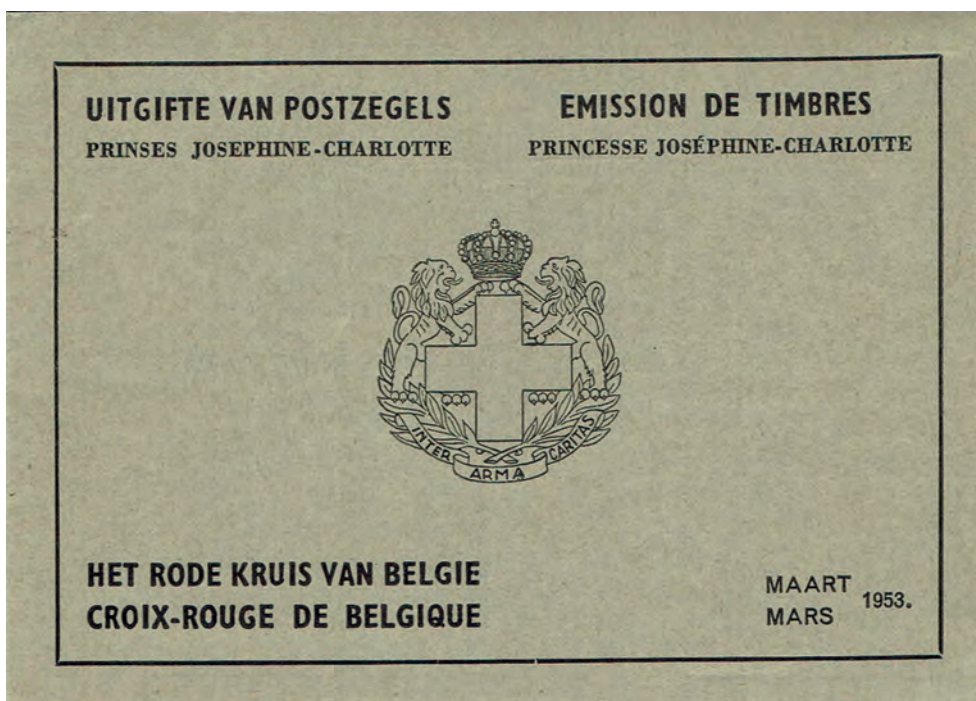 UITGIFTE VAN POSTZEGELS
PRINSES JOSEPHINE-CHARLOTTE
EMISSION DE TIMBRES
PRINCESSE JOSÉPHINE-CHARLOTTE
INTER ARMA CARITAS
HET RODE KRUIS VAN BELGIE
CROIX-ROUGE DE BELGIQUE
MAART
MARS
1953.